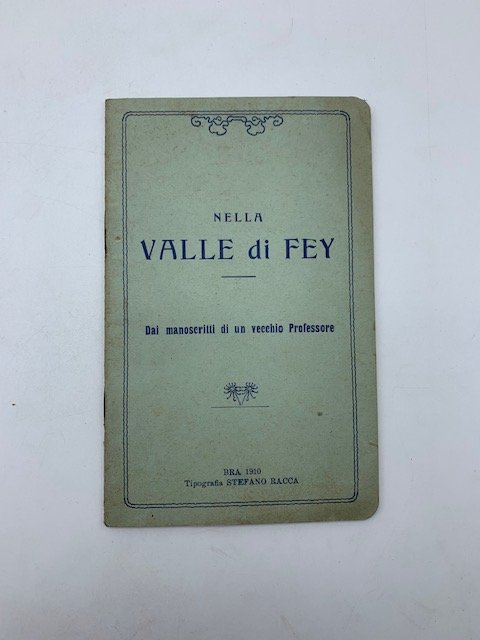 NELLA
VALLE di FEY
Dai manoscritti di un vecchio Professore
BRA 1910
Tipografia STEFANO RACCA